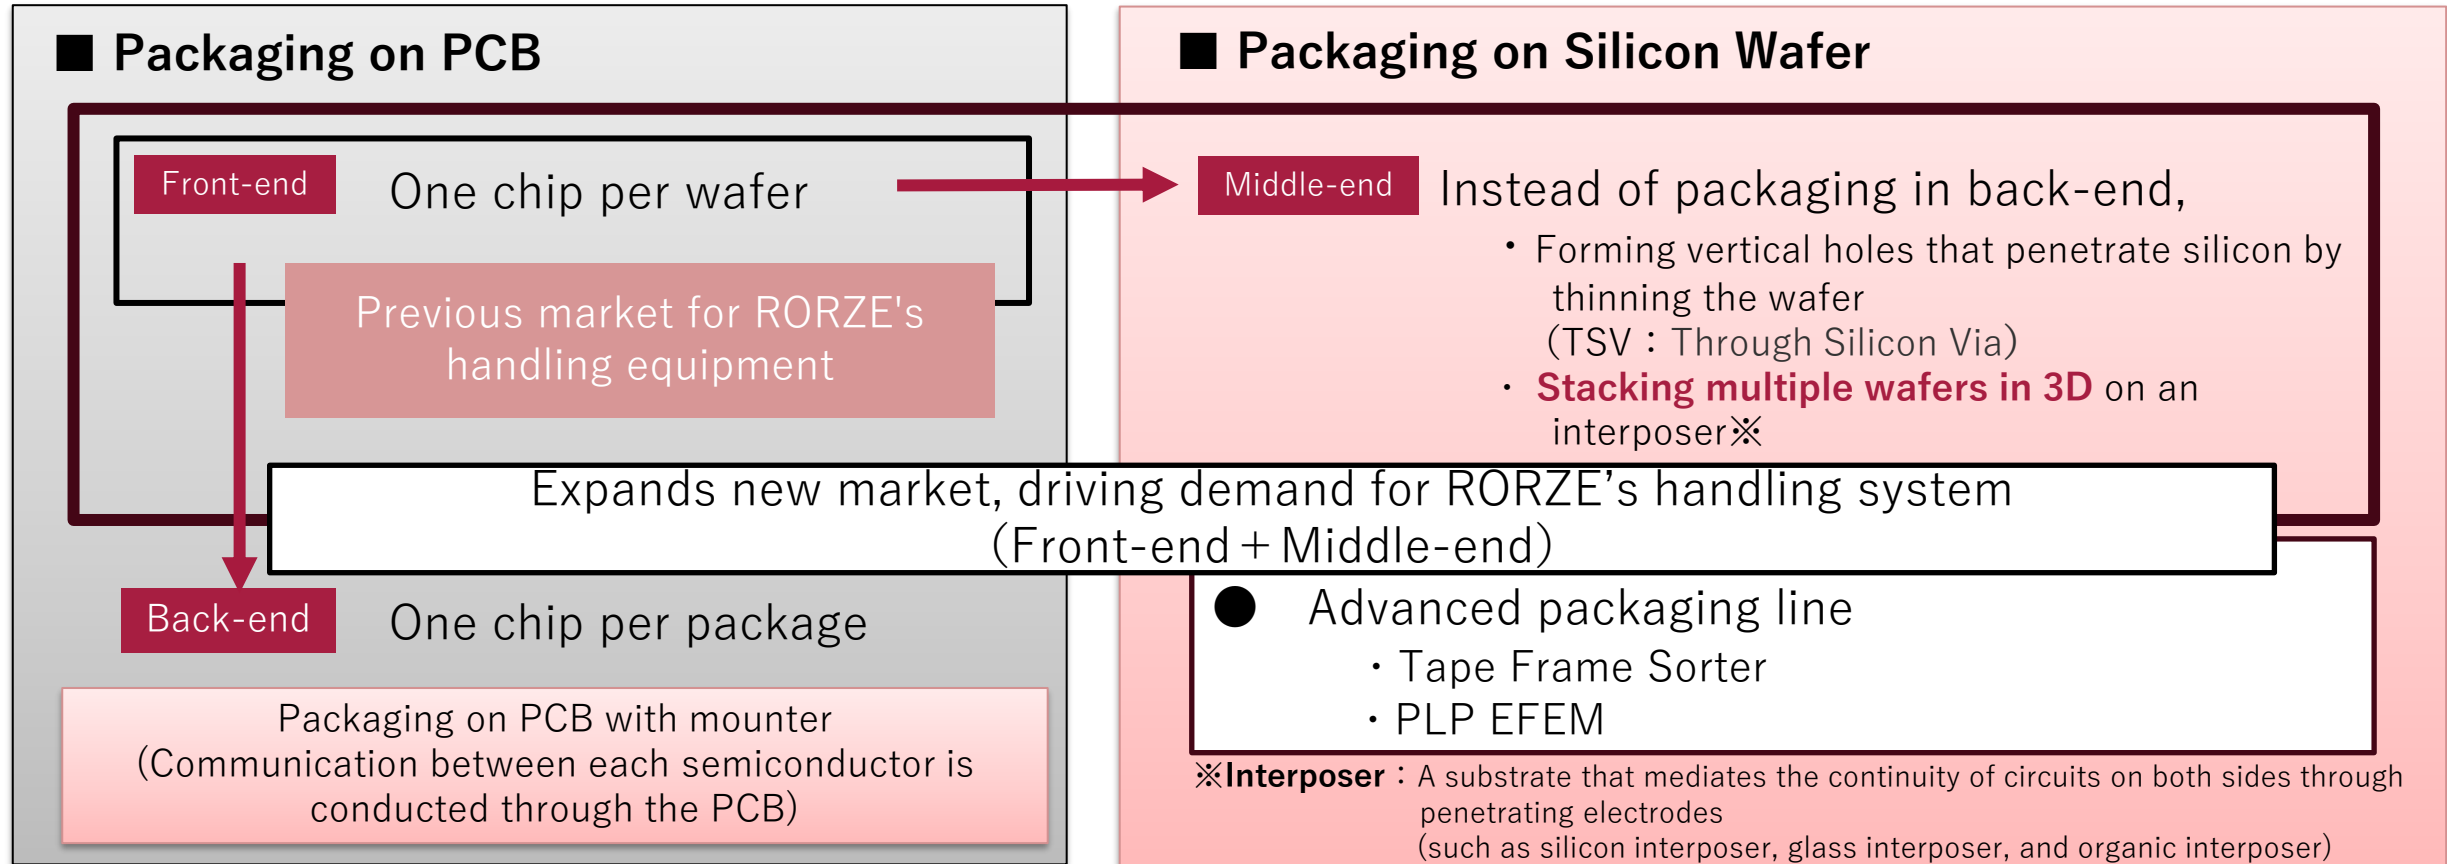 ■ Packaging on PCB
Front-end
One chip per wafer
Previous market for RORZE's
handling equipment
Back-end
One chip per package
Packaging on PCB with mounter
(Communication between each semiconductor is
conducted through the PCB)
■ Packaging on Silicon Wafer
Middle-end
Instead of packaging in back-end,
・Forming vertical holes that penetrate silicon by
thinning the wafer
(TSV：Through Silicon Via)
・Stacking multiple wafers in 3D on an
interposer※
Expands new market, driving demand for RORZE’s handling system
(Front-end＋Middle-end)
● Advanced packaging line
・Tape Frame Sorter
・PLP EFEM
※Interposer：A substrate that mediates the continuity of circuits on both sides through
penetrating electrodes
(such as silicon interposer, glass interposer, and organic interposer)